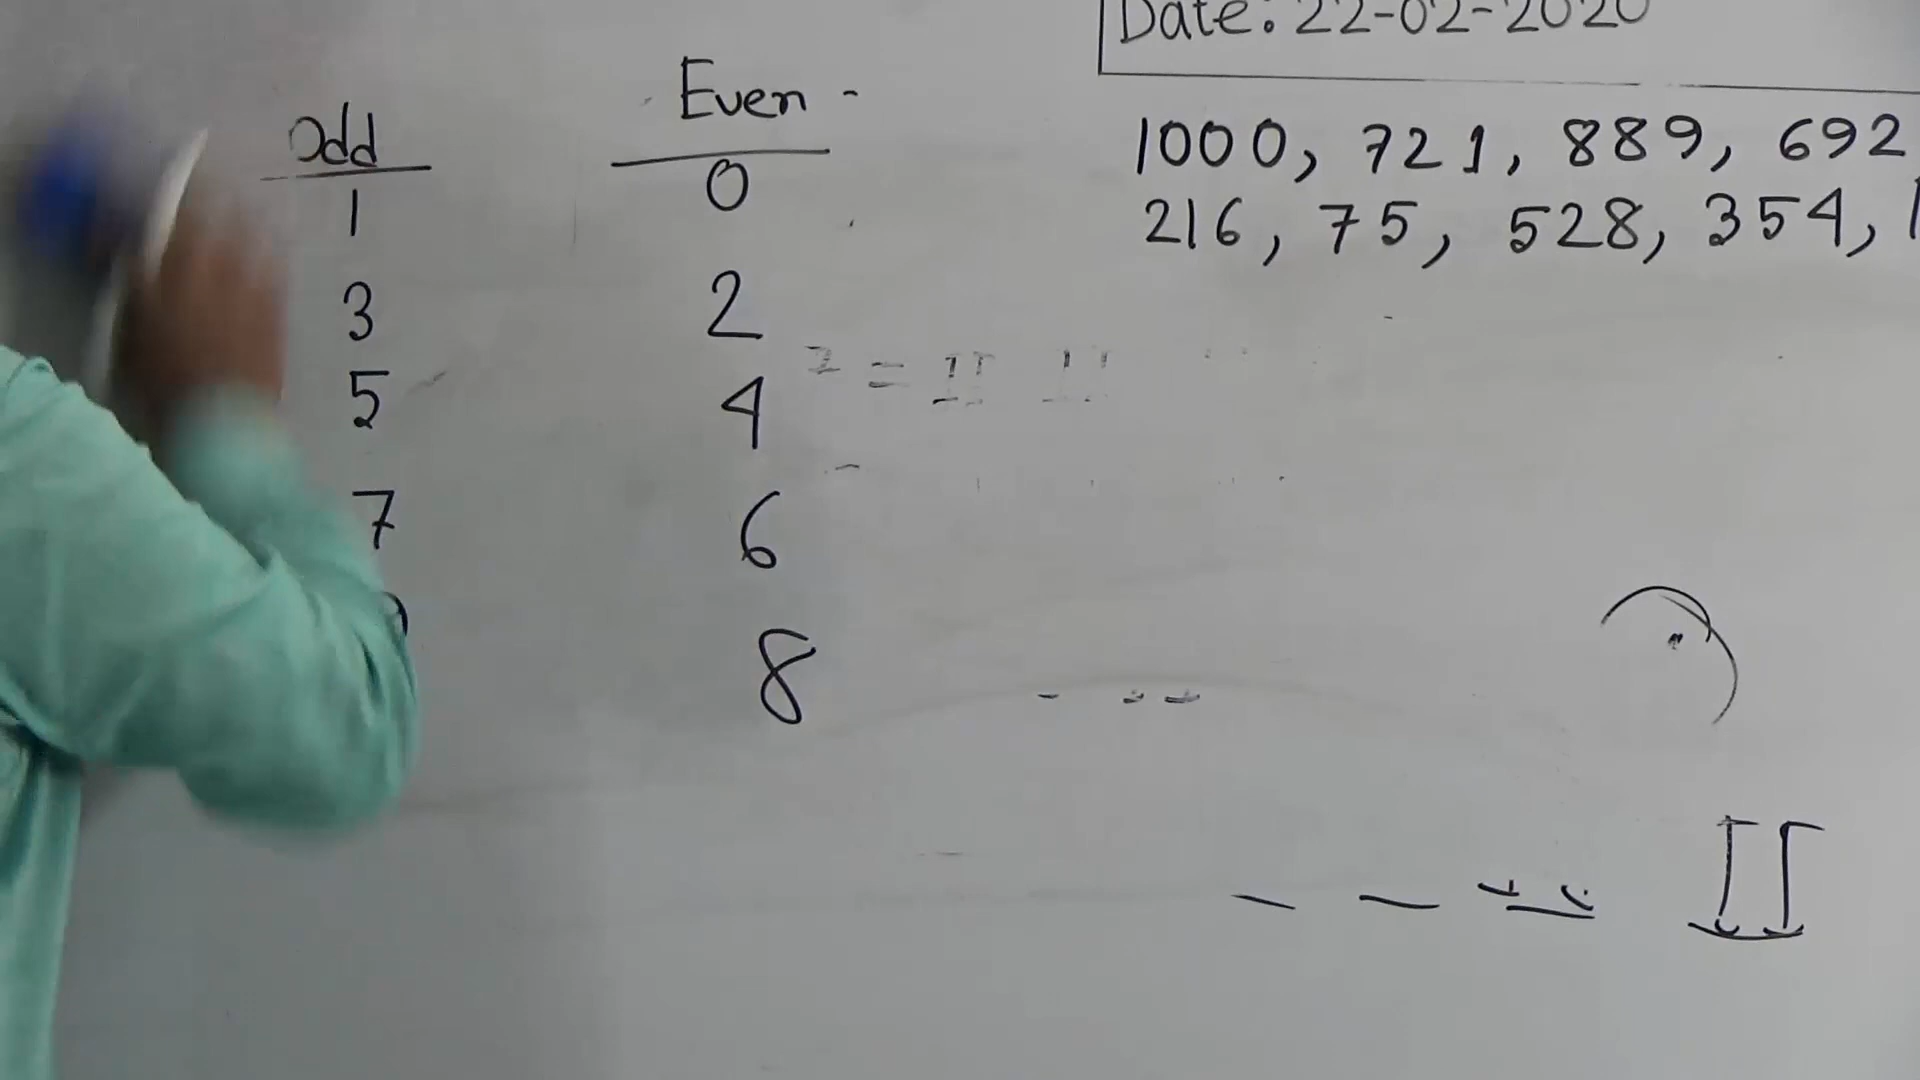 Date: 22-02-2020
Odd
Even -
1
0
3
2
5
4
7
6
8
1000, 721, 889, 692
216, 75, 528, 354,